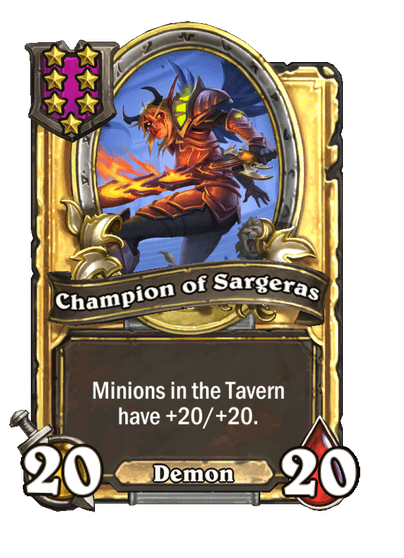 Champion of Sargeras
Minions in the Tavern
have +20/+20.
20
Demon
20